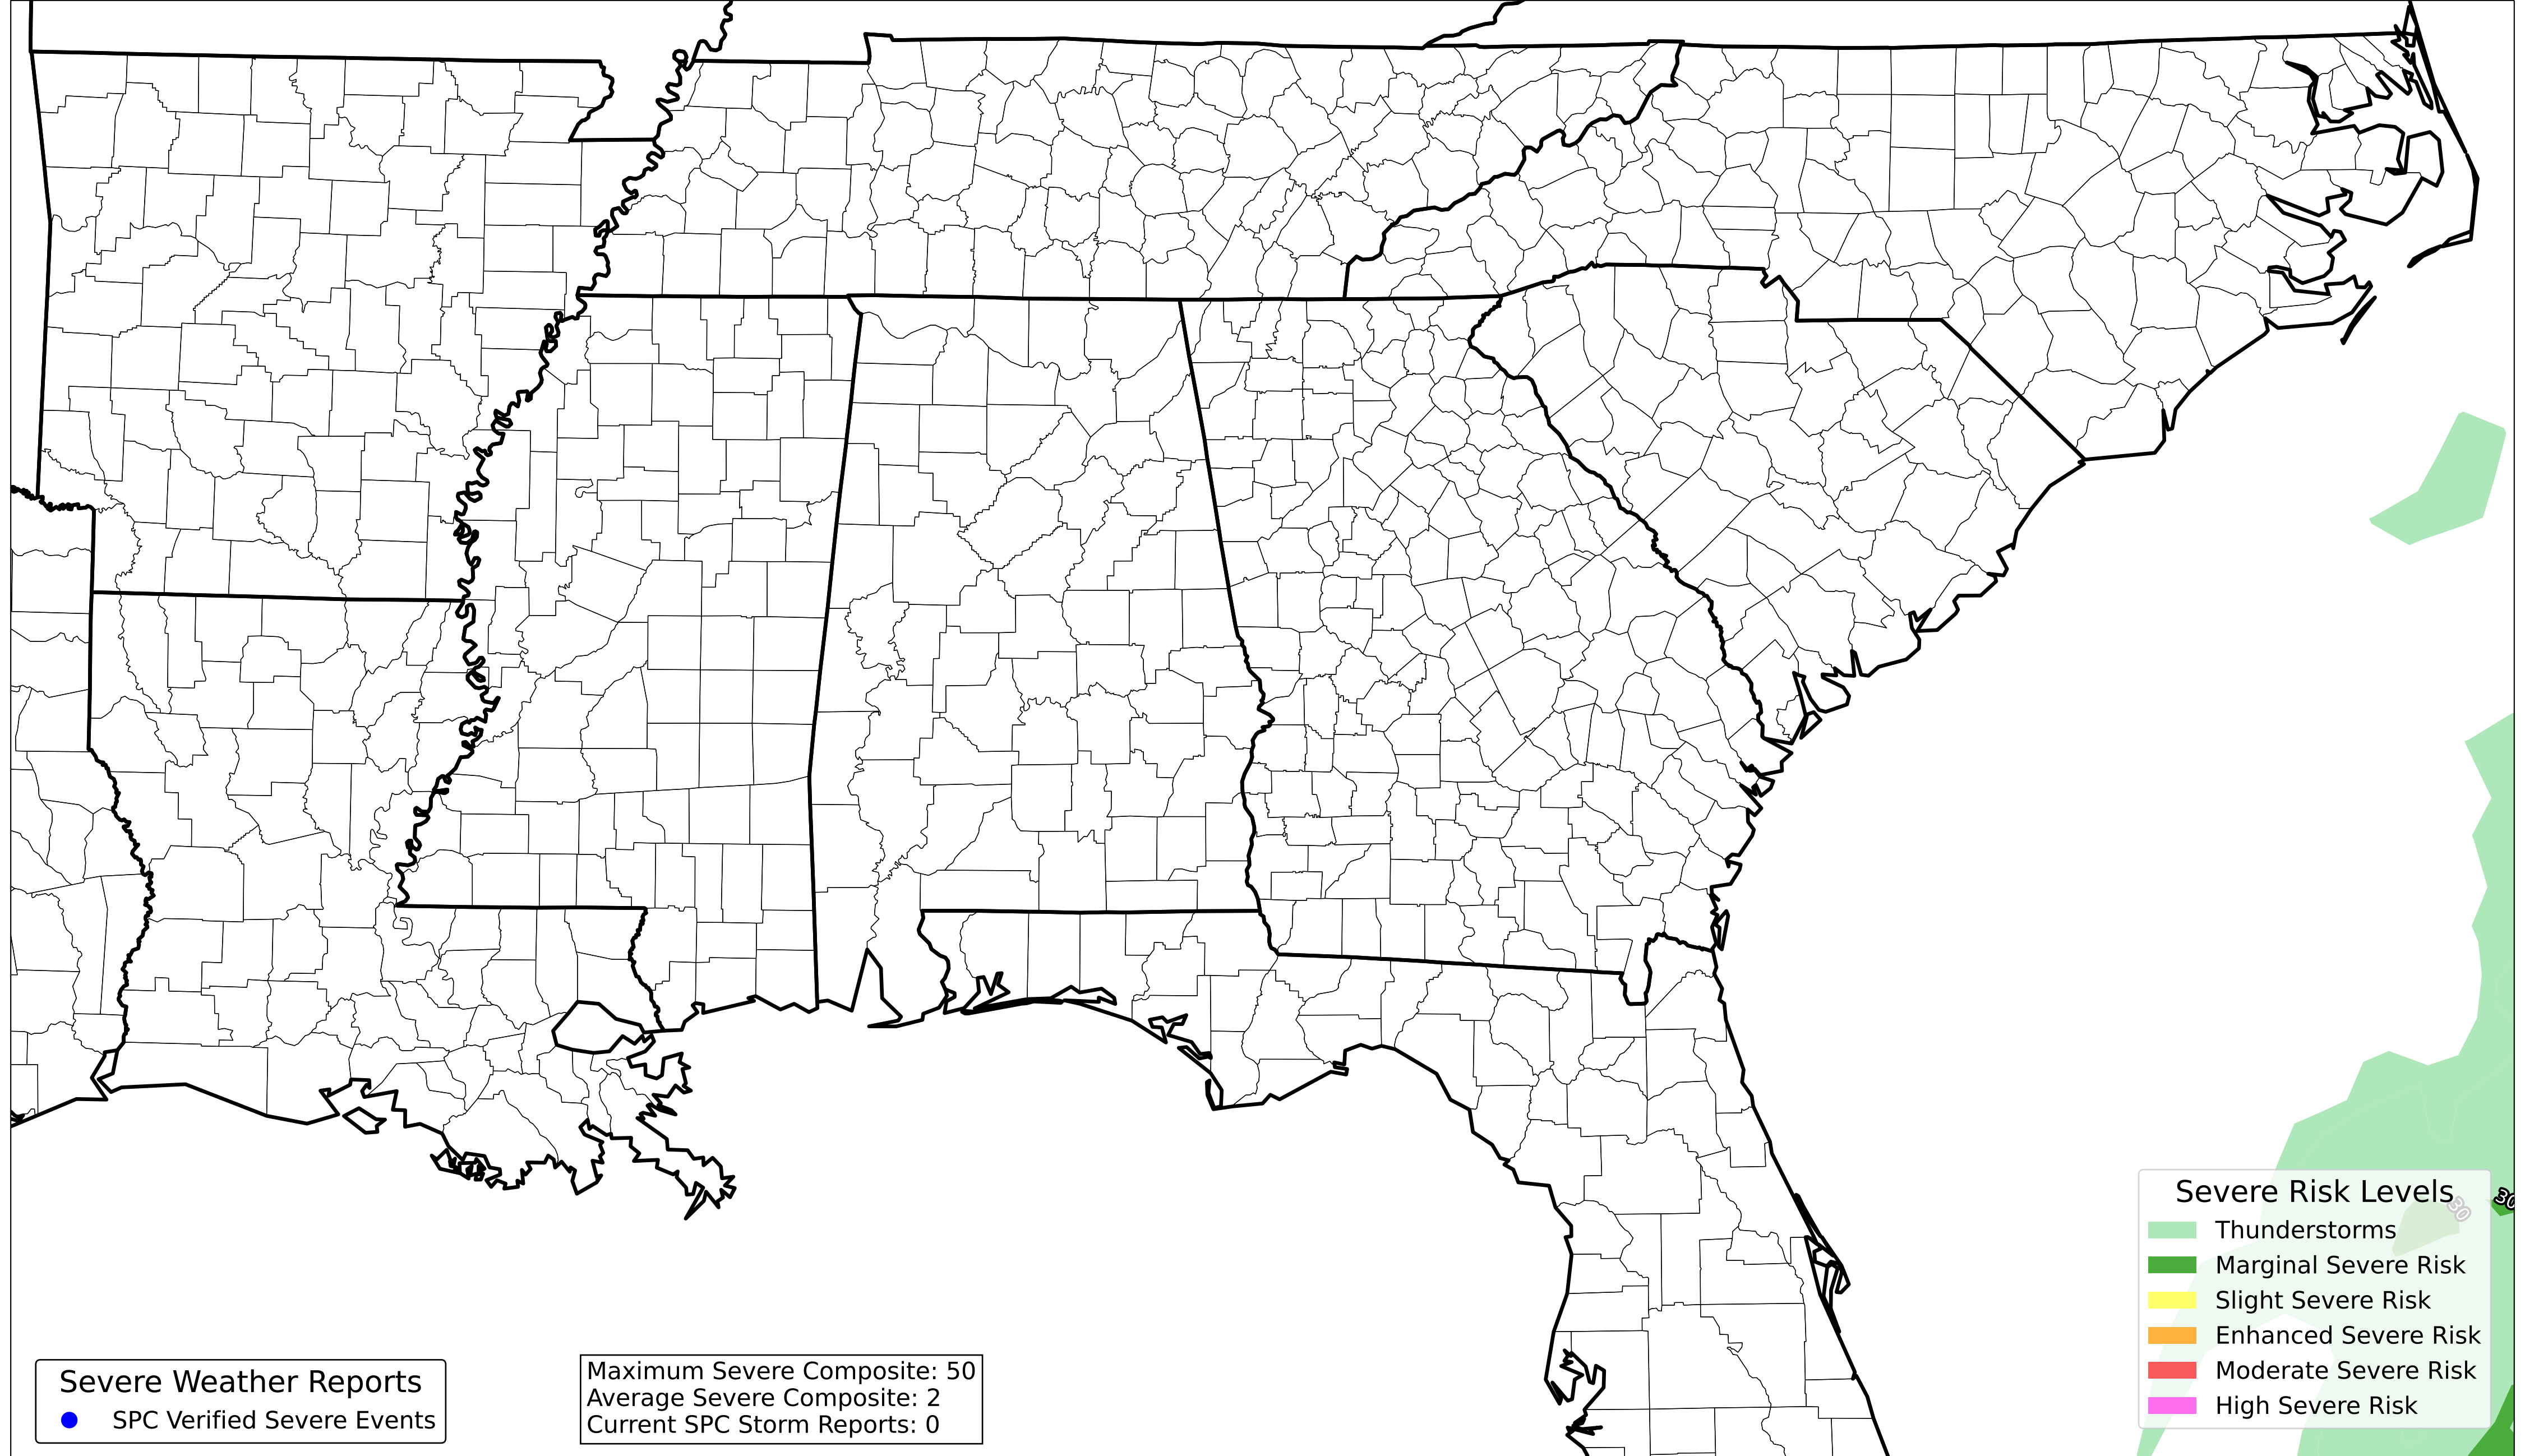 30
30
Severe Risk Levels
Thunderstorms
Marginal Severe Risk
Slight Severe Risk
Enhanced Severe Risk
Moderate Severe Risk
High Severe Risk
Severe Weather Reports
SPC Verified Severe Events
Maximum Severe Composite: 50
Average Severe Composite: 2
Current SPC Storm Reports: 0